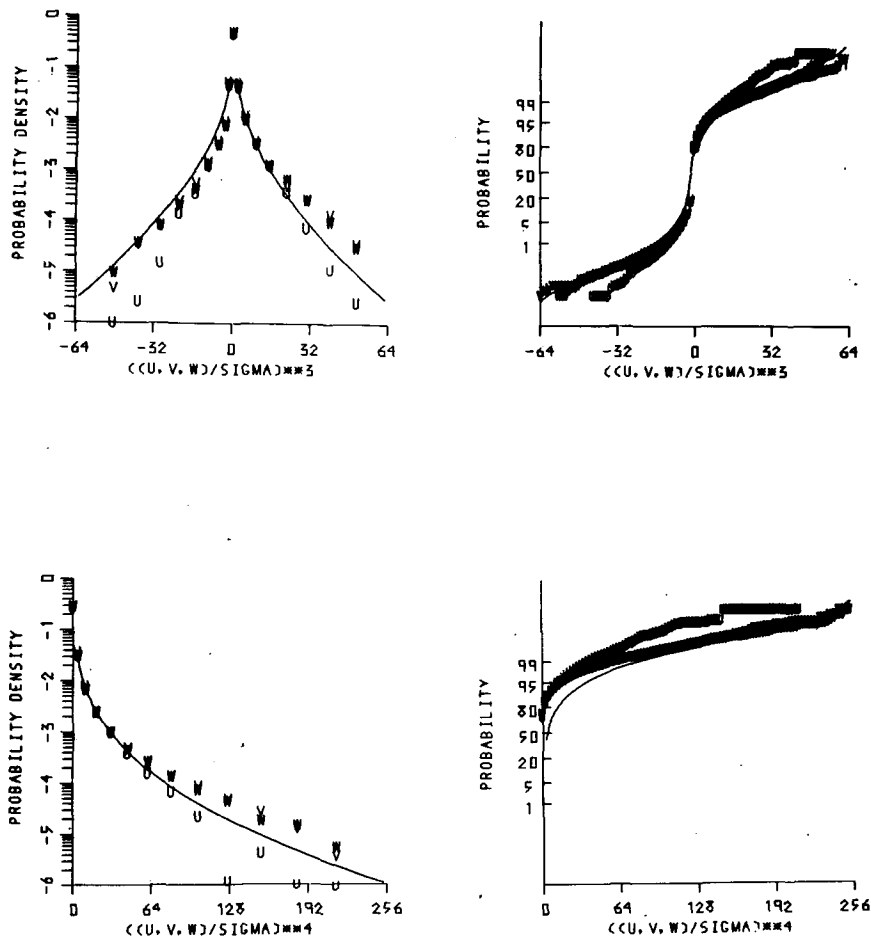 0
-1
-2
-3
-4
-5
-6
PROBABILITY DENSITY
-64 -32 0 32 64
((U,V,W)/SIGMA)**3
99
95
80
50
20
5
1
PROBABILITY
-64 -32 0 32 64
((U,V,W)/SIGMA)**3
0
-1
-2
-3
-4
-5
-6
PROBABILITY DENSITY
0 64 128 192 256
((U,V,W)/SIGMA)**4
99
95
80
50
20
5
1
PROBABILITY
0 64 128 192 256
((U,V,W)/SIGMA)**4